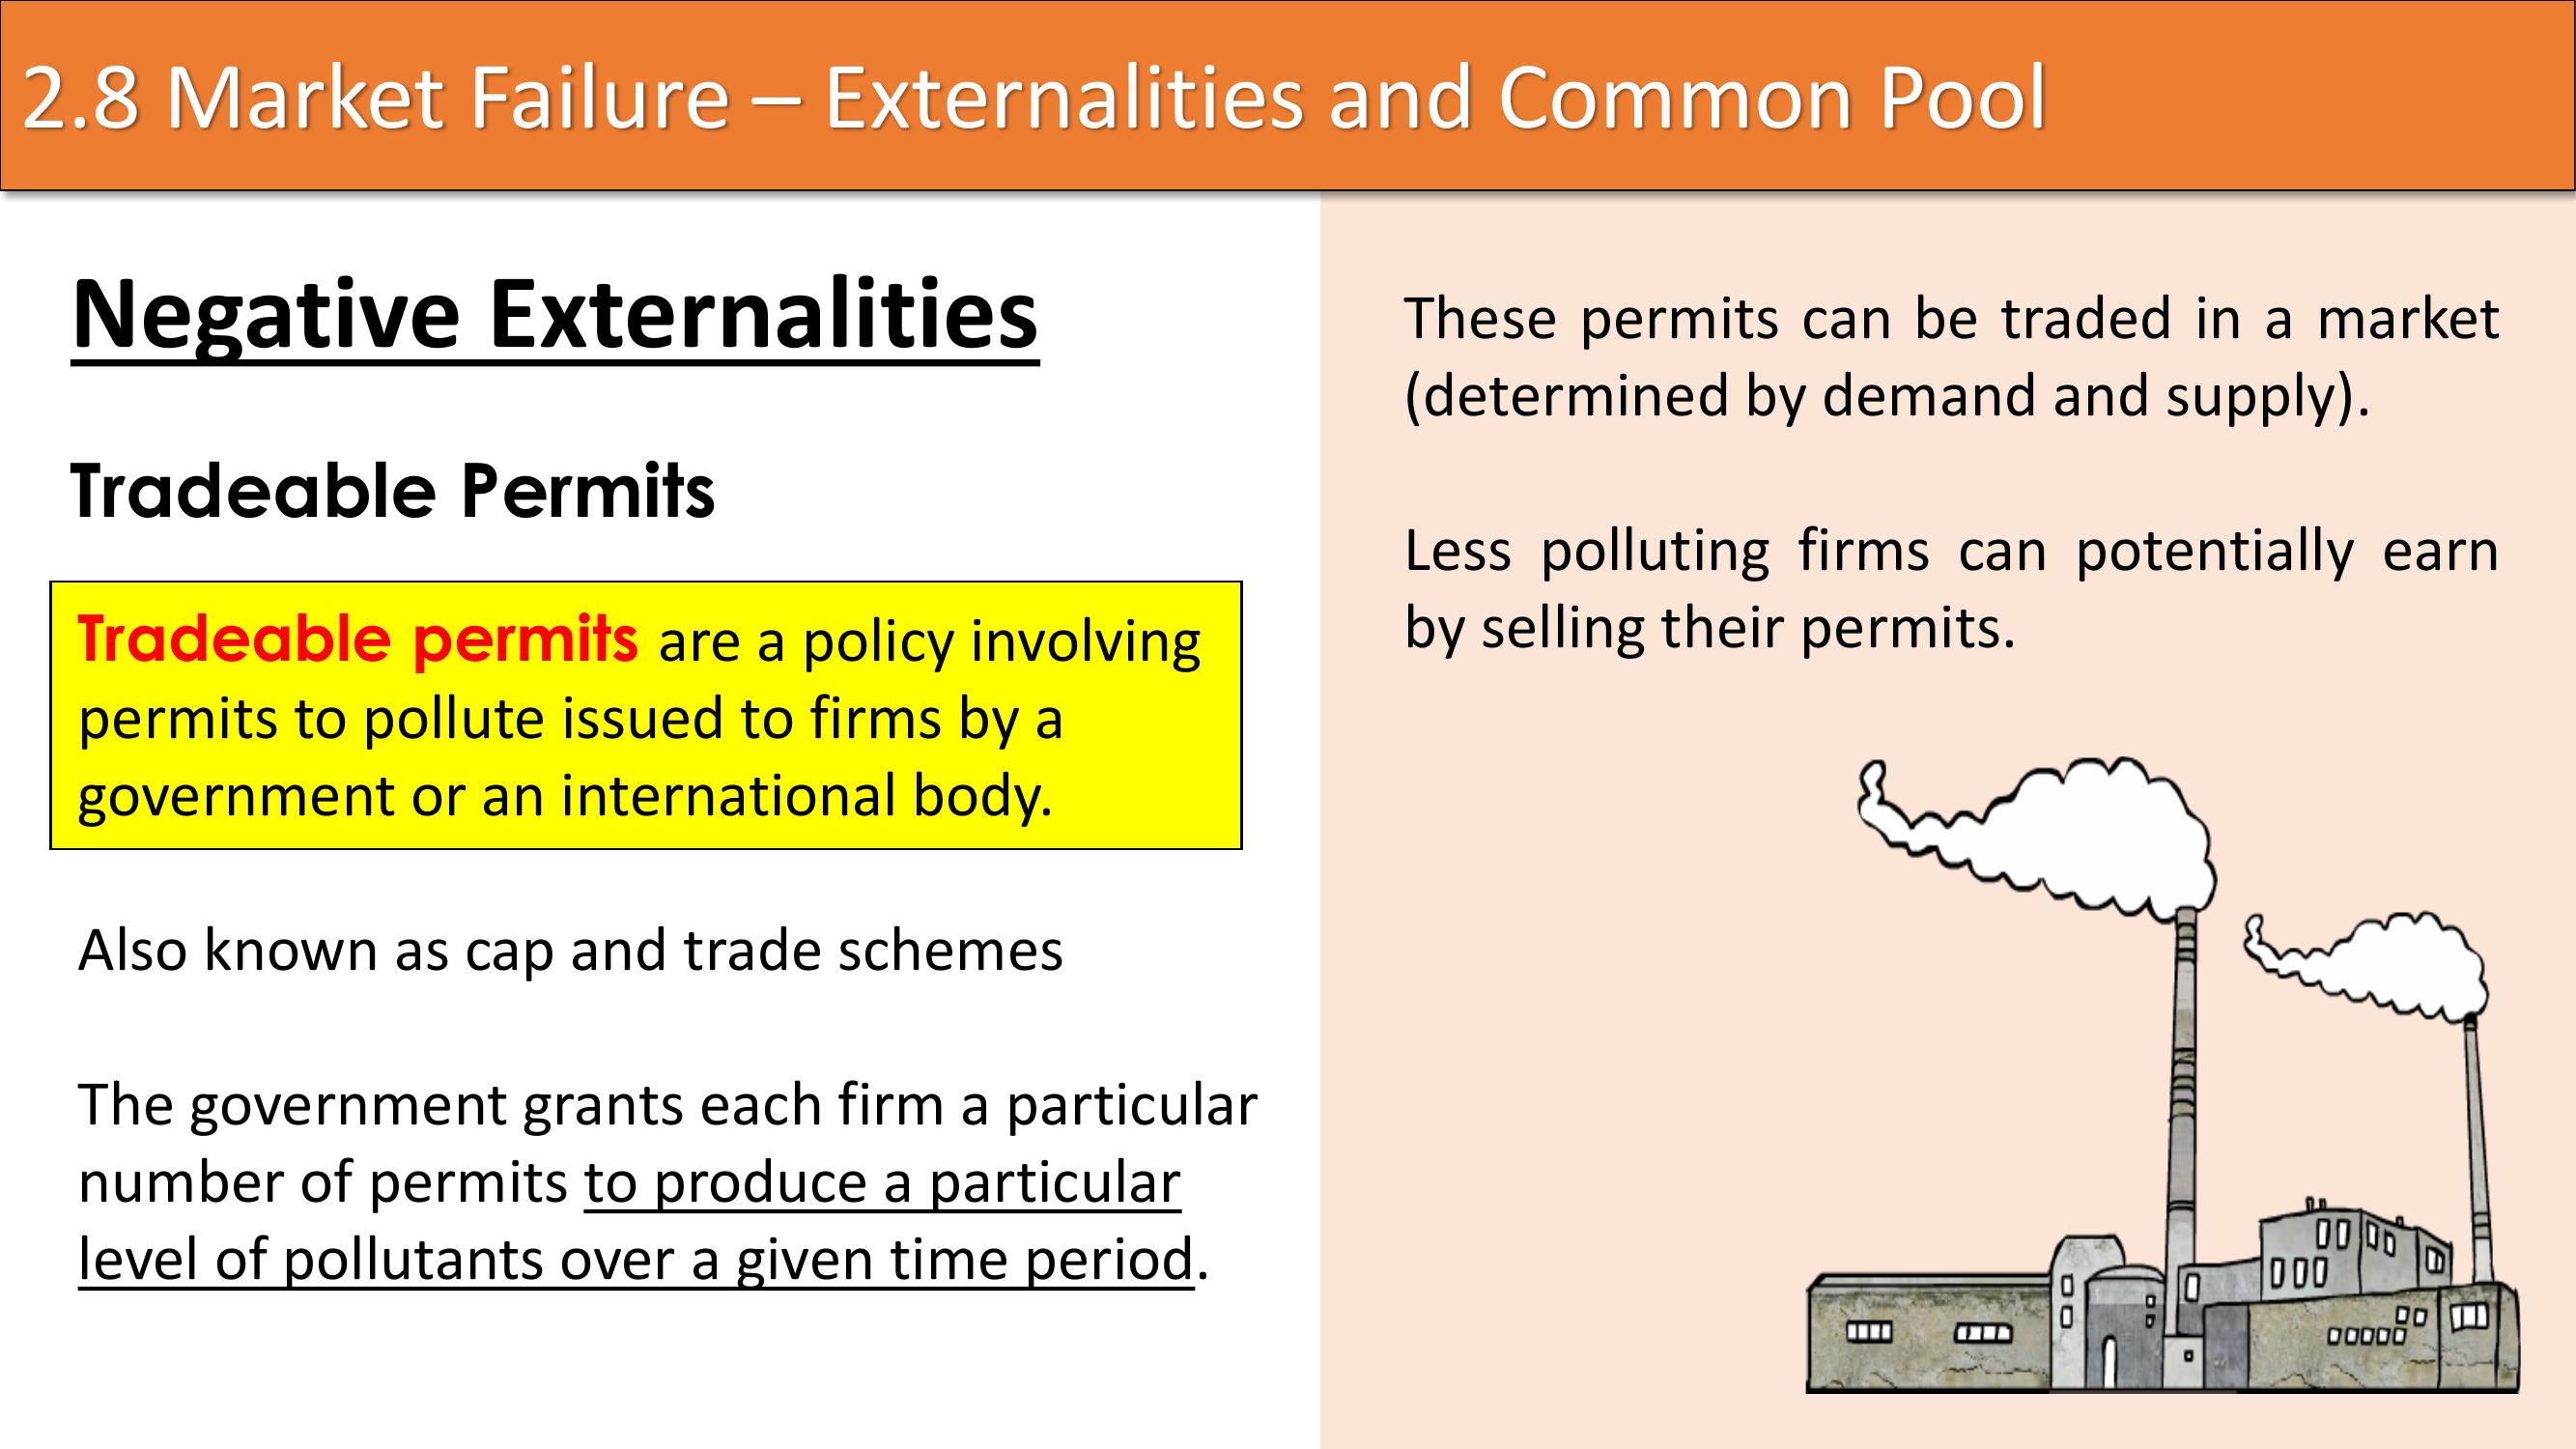 2.8 Market Failure – Externalities and Common Pool
Negative Externalities
Tradeable Permits
Tradeable permits are a policy involving
permits to pollute issued to firms by a
government or an international body.
Also known as cap and trade schemes
The government grants each firm a particular
number of permits to produce a particular
level of pollutants over a given time period.
These permits can be traded in a market
(determined by demand and supply).
Less polluting firms can potentially earn
by selling their permits.